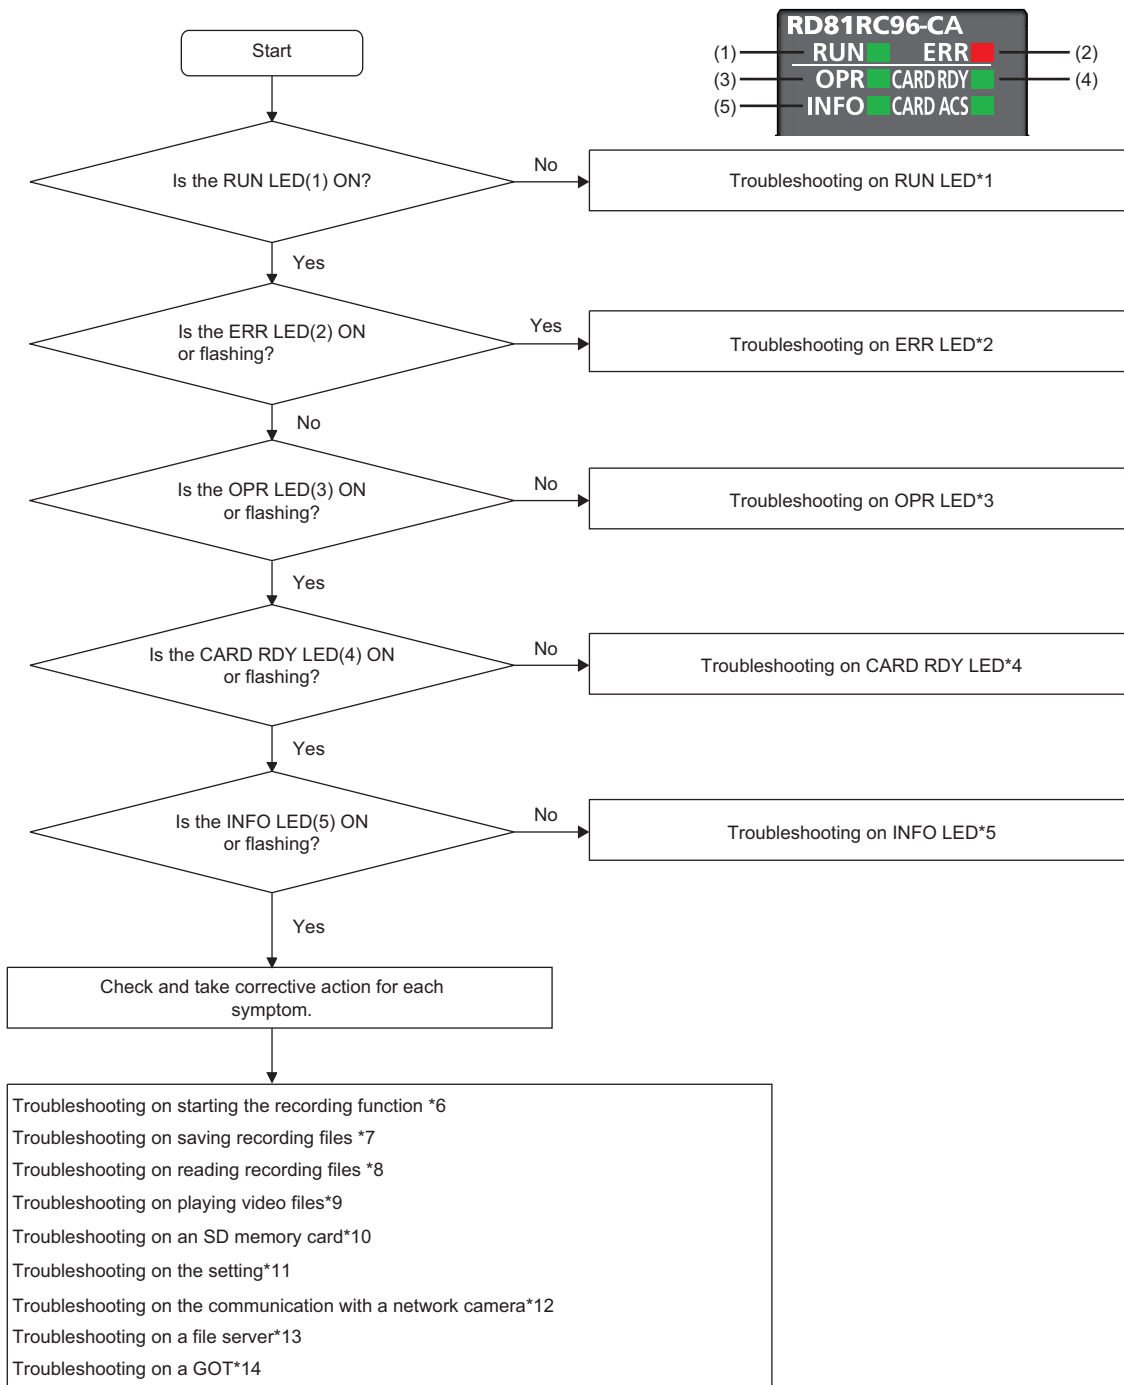 Start
RD81RC96-CA
(1) RUN ERR (2)
(3) OPR CARD RDY (4)
(5) INFO CARD ACS
Is the RUN LED(1) ON?
No
Troubleshooting on RUN LED*1
Yes
Is the ERR LED(2) ON
or flashing?
Yes
Troubleshooting on ERR LED*2
No
Is the OPR LED(3) ON
or flashing?
No
Troubleshooting on OPR LED*3
Yes
Is the CARD RDY LED(4) ON
or flashing?
No
Troubleshooting on CARD RDY LED*4
Yes
Is the INFO LED(5) ON
or flashing?
No
Troubleshooting on INFO LED*5
Yes
Check and take corrective action for each
symptom.
Troubleshooting on starting the recording function *6
Troubleshooting on saving recording files *7
Troubleshooting on reading recording files *8
Troubleshooting on playing video files*9
Troubleshooting on an SD memory card*10
Troubleshooting on the setting*11
Troubleshooting on the communication with a network camera*12
Troubleshooting on a file server*13
Troubleshooting on a GOT*14